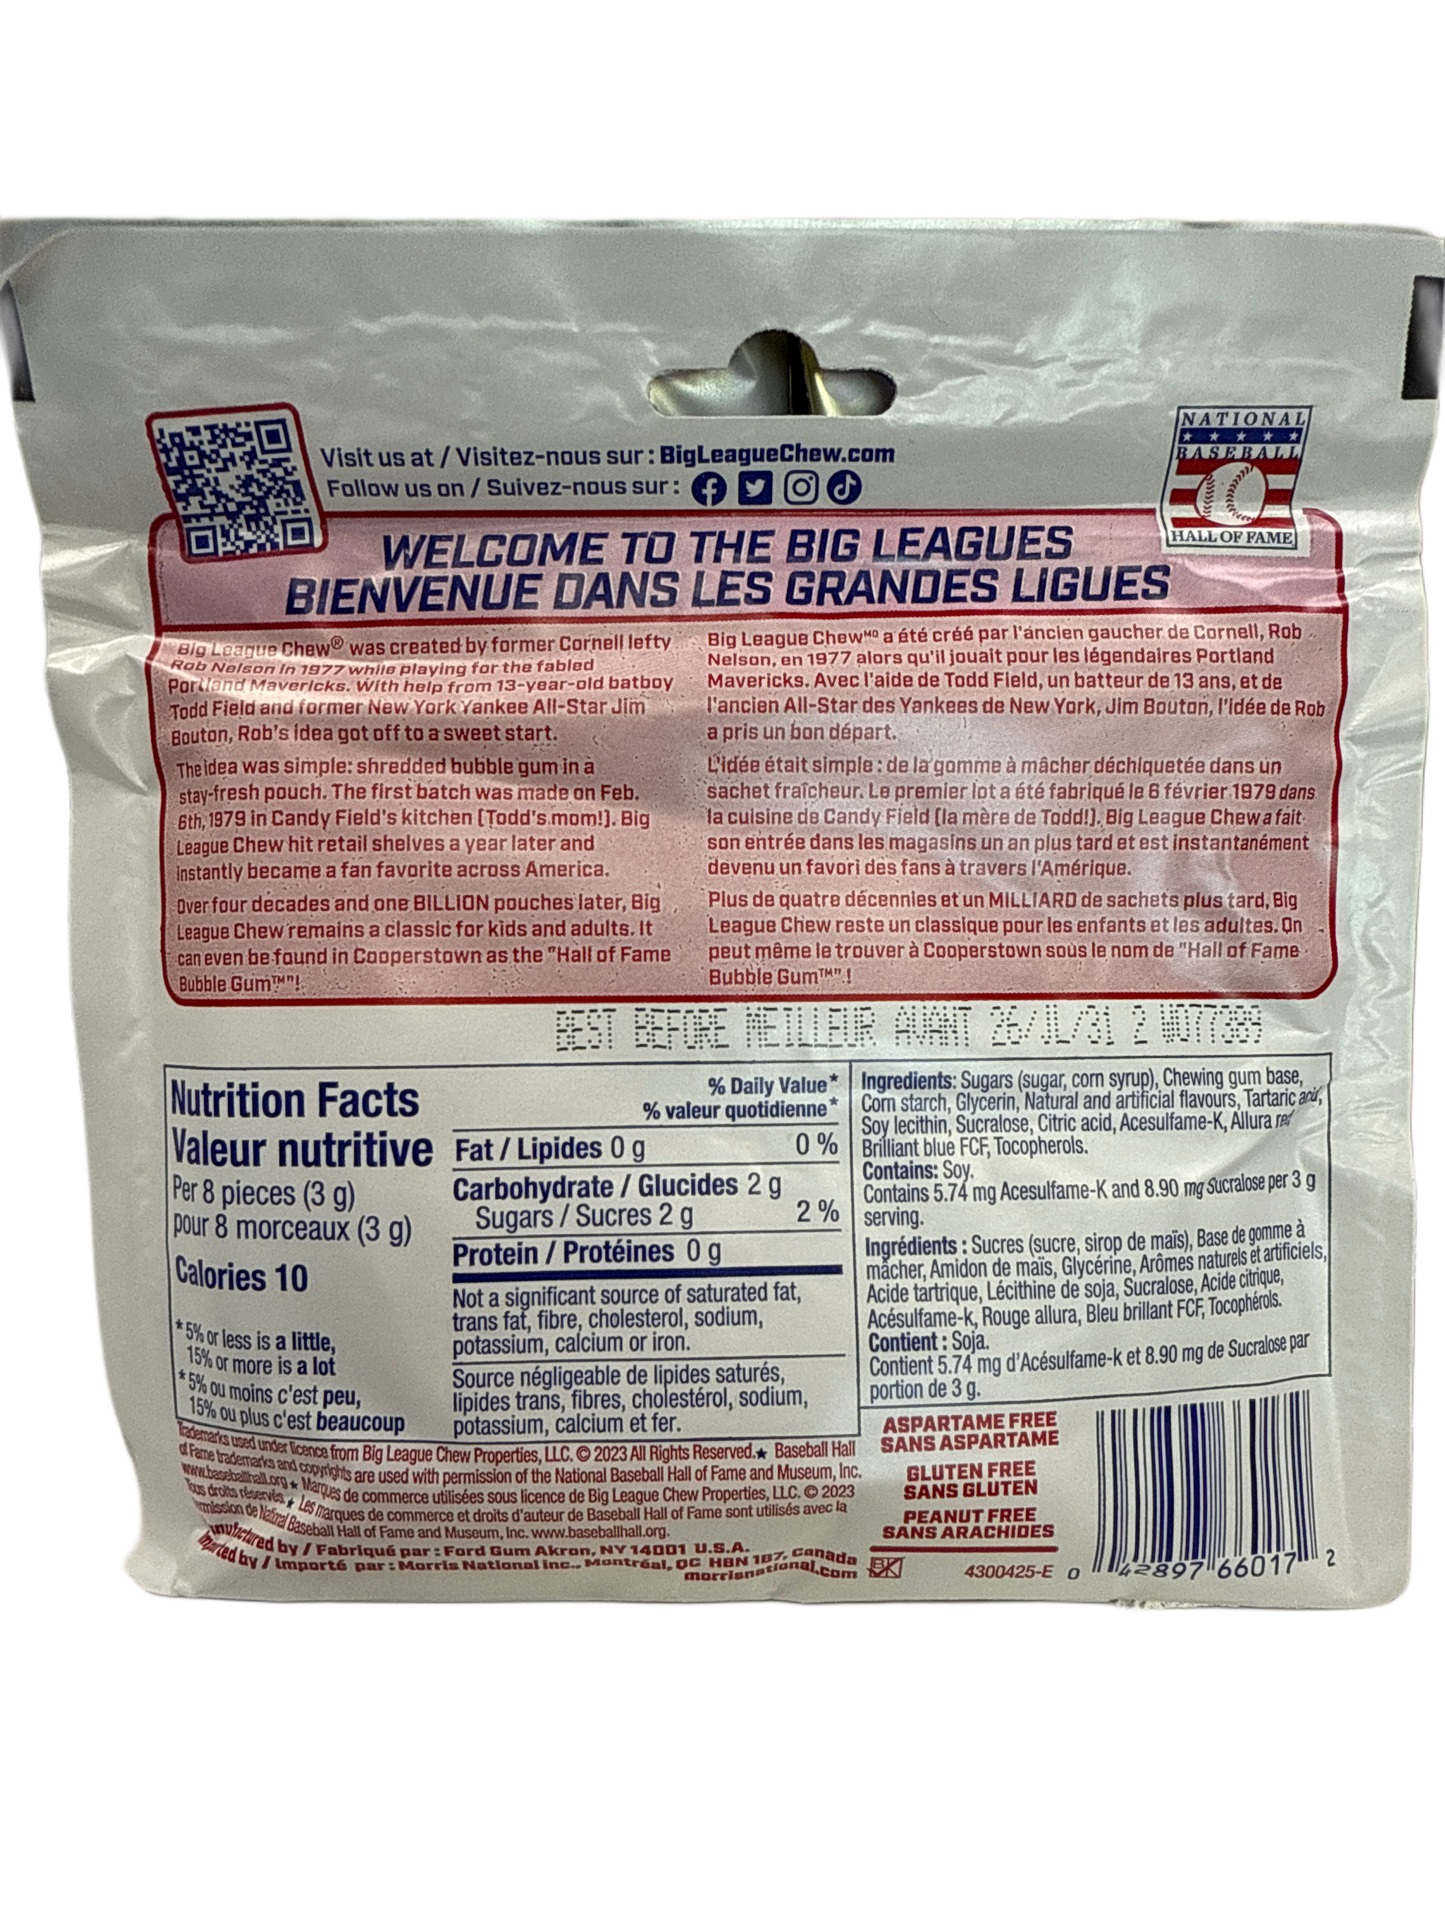 Visit us at / Visitez-nous sur : BigLeagueChew.com
Follow us on / Suivez-nous sur :
NATIONAL
BASEBALL
HALL OF FAME
WELCOME TO THE BIG LEAGUES
BIENVENUE DANS LES GRANDES LIGUES
Big League Chew® was created by former Cornell lefty
Rob Nelson in 1977 while playing for the fabled
Portland Mavericks. With help from 13-year-old batboy
Todd Field and former New York Yankee All-Star Jim
Bouton, Rob's idea got off to a sweet start.
The idea was simple: shredded bubble gum in a
stay-fresh pouch. The first batch was made on Feb.
6th, 1979 in Candy Field's kitchen (Todd's mom!). Big
League Chew hit retail shelves a year later and
instantly became a fan favorite across America.
Over four decades and one BILLION pouches later, Big
League Chew remains a classic for kids and adults. It
can even be found in Cooperstown as the "Hall of Fame
Bubble Gum™"!
Big League Chewᴹᴰ a été créé par l'áncien gaucher de Cornell, Rob
Nelson, en 1977 alors qu'il jouait pour les légendaires Portland
Mavericks. Avec l'aide de Todd Field, un batteur de 13 ans, et de
l'ancien All-Star des Yankees de New York, Jim Bouton, l'idée de Rob
a pris un bon départ.
L'idée était simple : de la gomme à mâcher déchiquetée dans un
sachet fraîcheur. Le premier lot a été fabriqué le 6 février 1979 dans
la cuisine de Candy Field (la mère de Todd!). Big League Chew a fait
son entrée dans les magasins un an plus tard et est instantanément
devenu un favori des fans à travers l'Amérique.
Plus de quatre décennies et un MILLIARD de sachets plus tard, Big
League Chew reste un classique pour les enfants et les adultes. On
peut même le trouver à Cooperstown sous le nom de "Hall of Fame
Bubble Gum™" !
BEST BEFORE MEILLEUR AVANT 26/JL/31 2 W077389
Nutrition Facts
Valeur nutritive
Per 8 pieces (3 g)
pour 8 morceaux (3 g)
Calories 10
*5% or less is a little,
15% or more is a lot
*5% ou moins c'est peu,
15% ou plus c'est beaucoup
% Daily Value*
% valeur quotidienne*
Fat / Lipides 0 g 0 %
Carbohydrate / Glucides 2 g
Sugars / Sucres 2 g 2 %
Protein / Protéines 0 g
Not a significant source of saturated fat,
trans fat, fibre, cholesterol, sodium,
potassium, calcium or iron.
Source négligeable de lipides saturés,
lipides trans, fibres, cholestérol, sodium,
potassium, calcium et fer.
Ingredients: Sugars (sugar, corn syrup), Chewing gum base,
Corn starch, Glycerin, Natural and artificial flavours, Tartaric acid,
Soy lecithin, Sucralose, Citric acid, Acesulfame-K, Allura red
Brilliant blue FCF, Tocopherols.
Contains: Soy.
Contains 5.74 mg Acesulfame-K and 8.90 mg Sucralose per 3 g
serving.
Ingrédients : Sucres (sucre, sirop de maïs), Base de gomme à
mâcher, Amidon de maïs, Glycérine, Arômes naturels et artificiels,
Acide tartrique, Lécithine de soja, Sucralose, Acide citrique,
Acésulfame-k, Rouge allura, Bleu brillant FCF, Tocophérols.
Contient : Soja.
Contient 5.74 mg d'Acésulfame-k et 8.90 mg de Sucralose par
portion de 3 g.
Trademarks used under licence from Big League Chew Properties, LLC. © 2023 All Rights Reserved.★ Baseball Hall
of Fame trademarks and copyrights are used with permission of the National Baseball Hall of Fame and Museum, Inc.
www.baseballhall.org ★ Marques de commerce utilisées sous licence de Big League Chew Properties, LLC. © 2023
Tous droits réservés. ★ Les marques de commerce et droits d'auteur de Baseball Hall of Fame sont utilisés avec la
de National Baseball Hall of Fame and Museum, Inc. www.baseballhall.org.
by / Fabriqué par : Ford Gum Akron, NY 14001 U.S.A.
Imported by / Importé par : Morris National Inc., Montréal, QC H8N 1B7, Canada
morrisnational.com
ASPARTAME FREE
SANS ASPARTAME
GLUTEN FREE
SANS GLUTEN
PEANUT FREE
SANS ARACHIDES
4300425-E
0 42897 66017 2